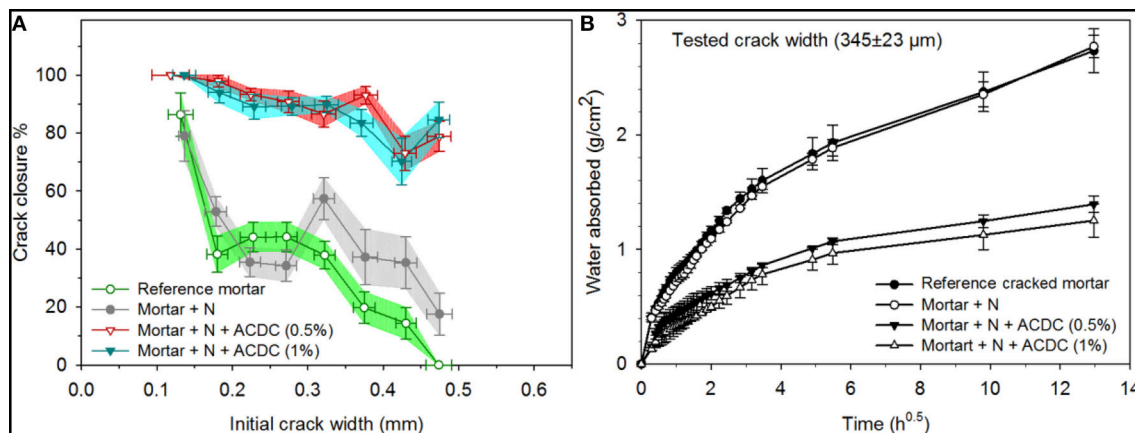 A
Crack closure %
100
80
60
40
20
0
Reference mortar
Mortar + N
Mortar + N + ACDC (0.5%)
Mortar + N + ACDC (1%)
0.0 0.1 0.2 0.3 0.4 0.5 0.6
Initial crack width (mm)
B
Tested crack width (345±23 µm)
Water absorbed (g/cm²)
3
2
1
0
Reference cracked mortar
Mortar + N
Mortar + N + ACDC (0.5%)
Mortart + N + ACDC (1%)
0 2 4 6 8 10 12 14
Time (h⁰·⁵)